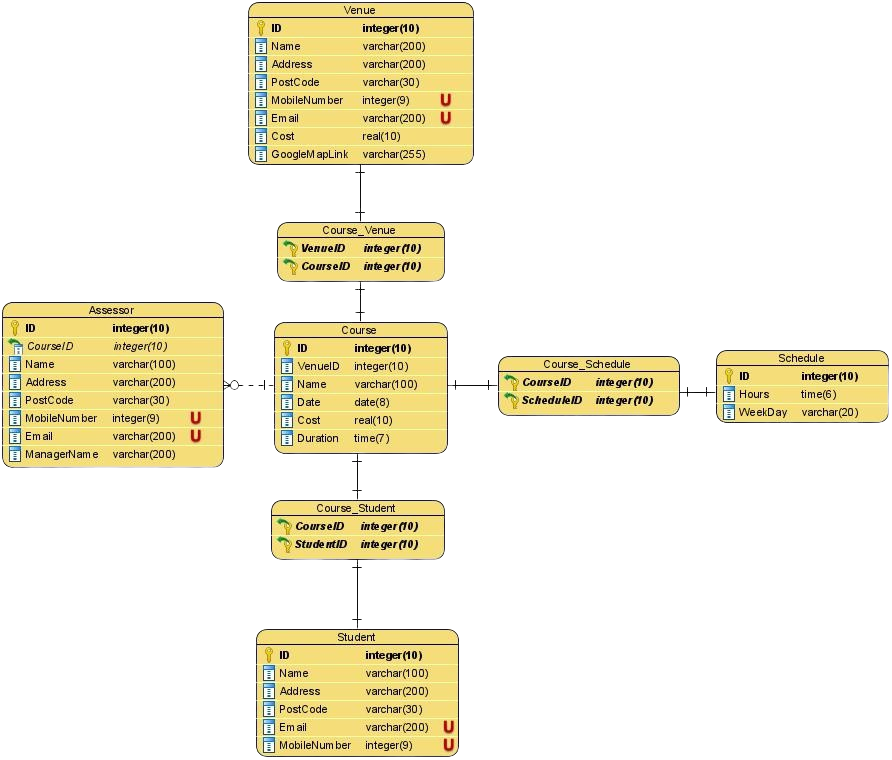 Venue
ID integer(10)
Name varchar(200)
Address varchar(200)
PostCode varchar(30)
MobileNumber integer(9) U
Email varchar(200) U
Cost real(10)
GoogleMapLink varchar(255)
Course_Venue
VenueID integer(10)
CourseID integer(10)
Assessor
ID integer(10)
CourseID integer(10)
Name varchar(100)
Address varchar(200)
PostCode varchar(30)
MobileNumber integer(9) U
Email varchar(200) U
ManagerName varchar(200)
Course
ID integer(10)
VenueID integer(10)
Name varchar(100)
Date date(8)
Cost real(10)
Duration time(7)
Course_Schedule
CourseID integer(10)
ScheduleID integer(10)
Schedule
ID integer(10)
Hours time(6)
WeekDay varchar(20)
Course_Student
CourseID integer(10)
StudentID integer(10)
Student
ID integer(10)
Name varchar(100)
Address varchar(200)
PostCode varchar(30)
Email varchar(200) U
MobileNumber integer(9) U